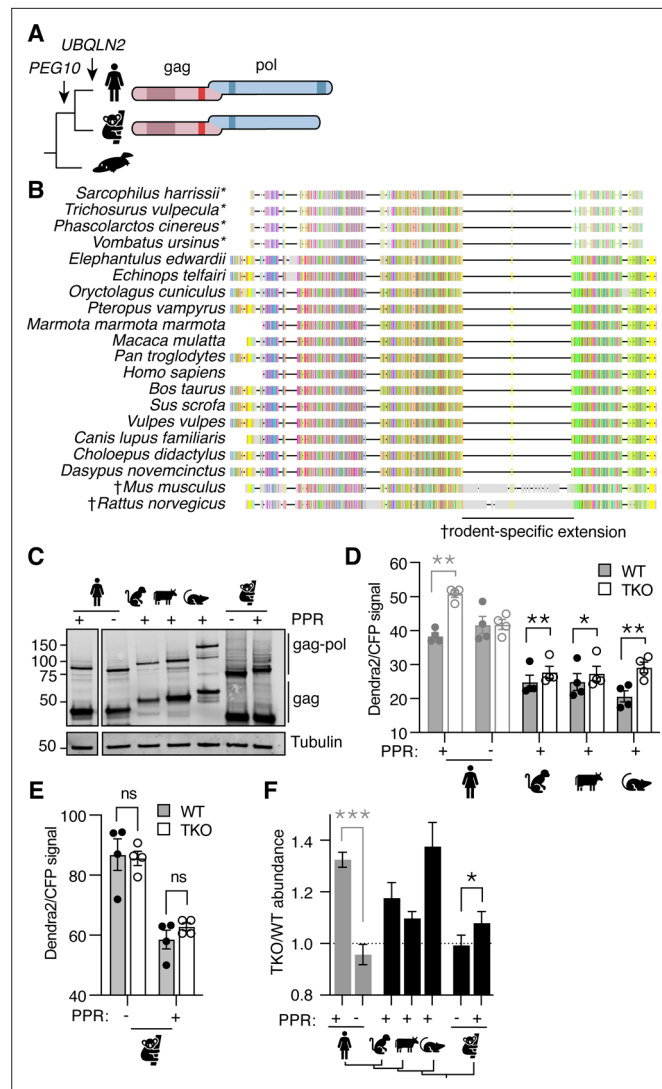 A
UBQLN2
PEG10
gag pol
B
Sarcophilus harrissii*
Trichosurus vulpecula*
Phascolarctos cinereus*
Vombatus ursinus*
Elephantulus edwardii
Echinops telfairi
Oryctolagus cuniculus
Pteropus vampyrus
Marmota marmota marmota
Macaca mulatta
Pan troglodytes
Homo sapiens
Bos taurus
Sus scrofa
Vulpes vulpes
Canis lupus familiaris
Choloepus didactylus
Dasypus novemcinctus
†Mus musculus
†Rattus norvegicus
†rodent-specific extension
C
+ - + + + - + PPR
150
100
75
50
gag-pol
gag
50 Tubulin
D
WT
TKO
Dendra2/CFP signal
60
50
40
30
20
10
** ** * **
PPR: + - + + +
E
WT
TKO
Dendra2/CFP signal
100
80
60
40
ns
ns
PPR: - +
F
TKO/WT abundance
1.4
1.2
1.0
0.8
*** *
PPR: + - + + + - +